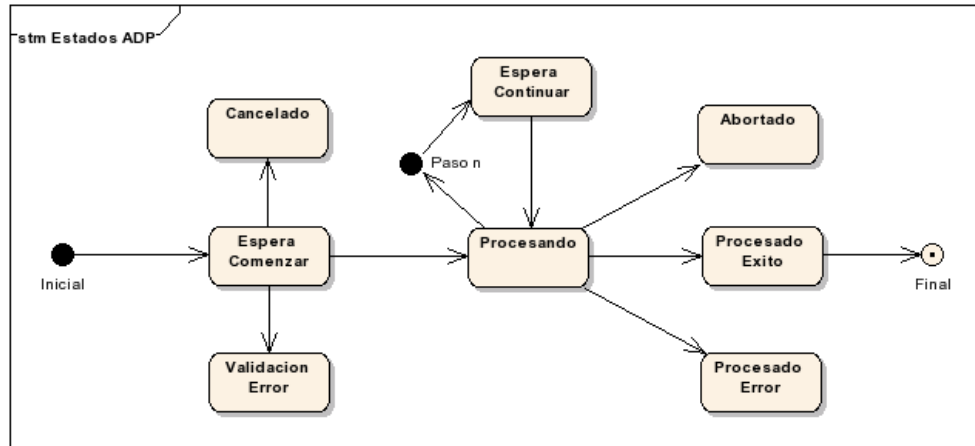 stm Estados ADP
Espera
Continuar
Cancelado
Abortado
Paso n
Espera
Comenzar
Procesando
Procesado
Exito
Inicial
Final
Validacion
Error
Procesado
Error